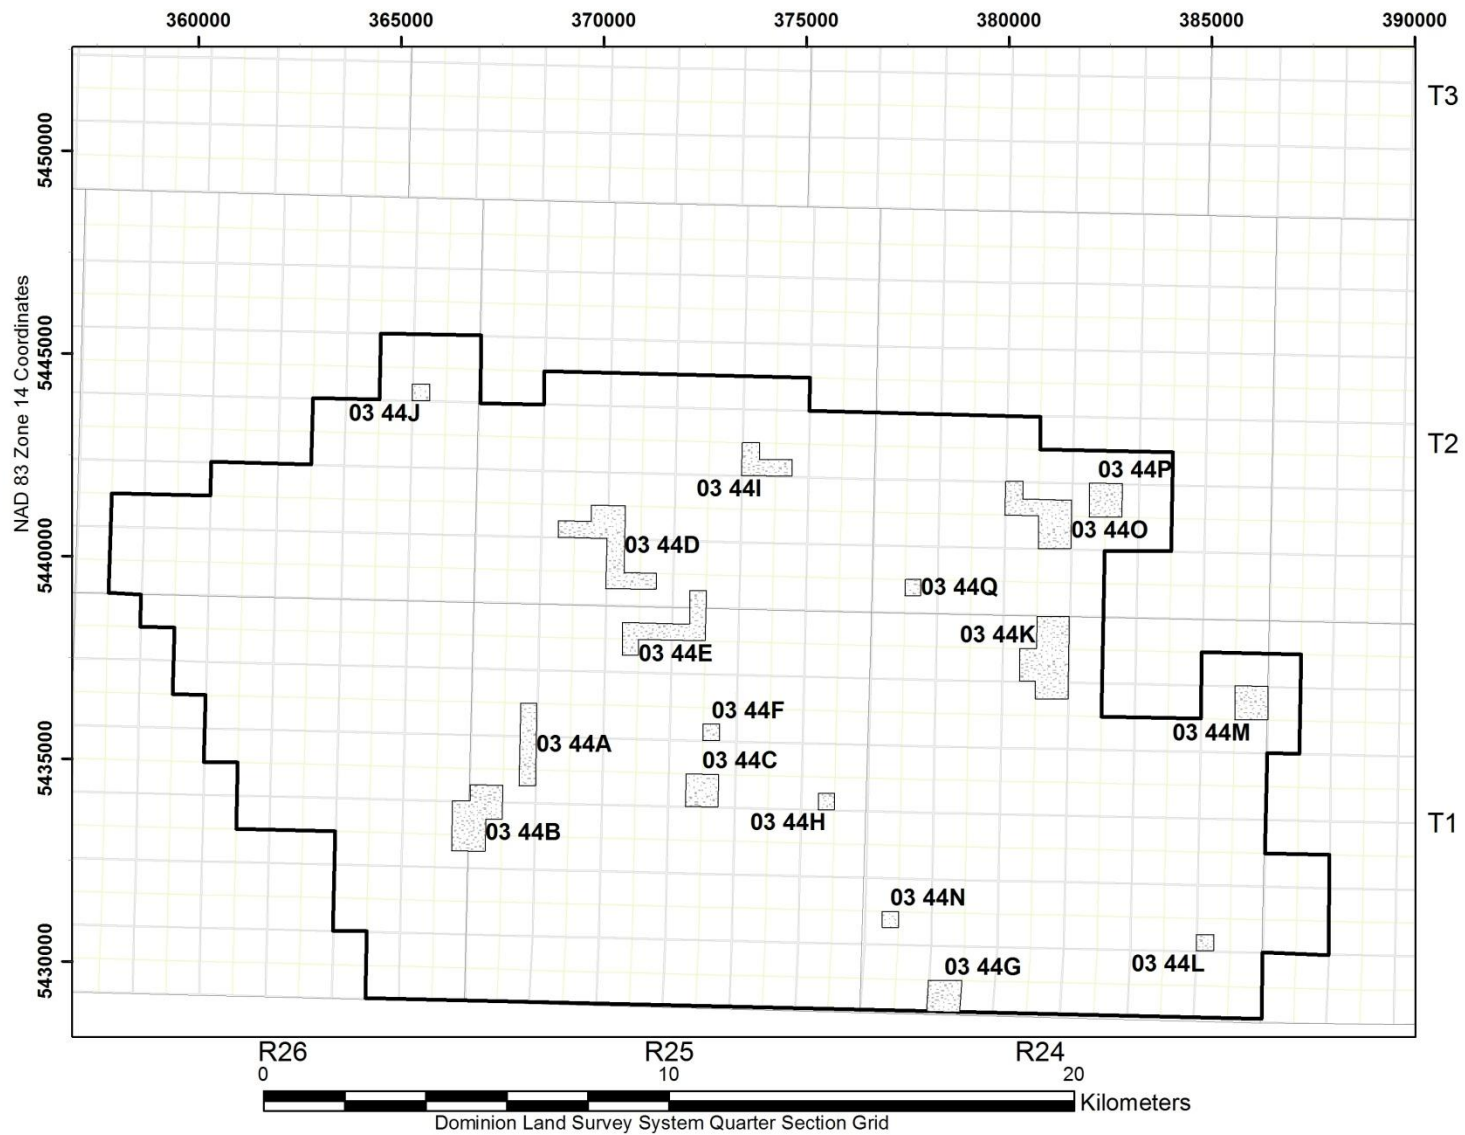 360000 365000 370000 375000 380000 385000 390000
T3
5450000
NAD 83 Zone 14 Coordinates
5445000
03 44J
T2
03 44P
03 44I
03 44O
03 44D
5440000
03 44Q
03 44K
03 44E
03 44F
03 44M
03 44A
03 44C
5435000
03 44H
T1
03 44B
03 44N
03 44L
03 44G
5430000
R26 R25 R24
0 10 20
Kilometers
Dominion Land Survey System Quarter Section Grid